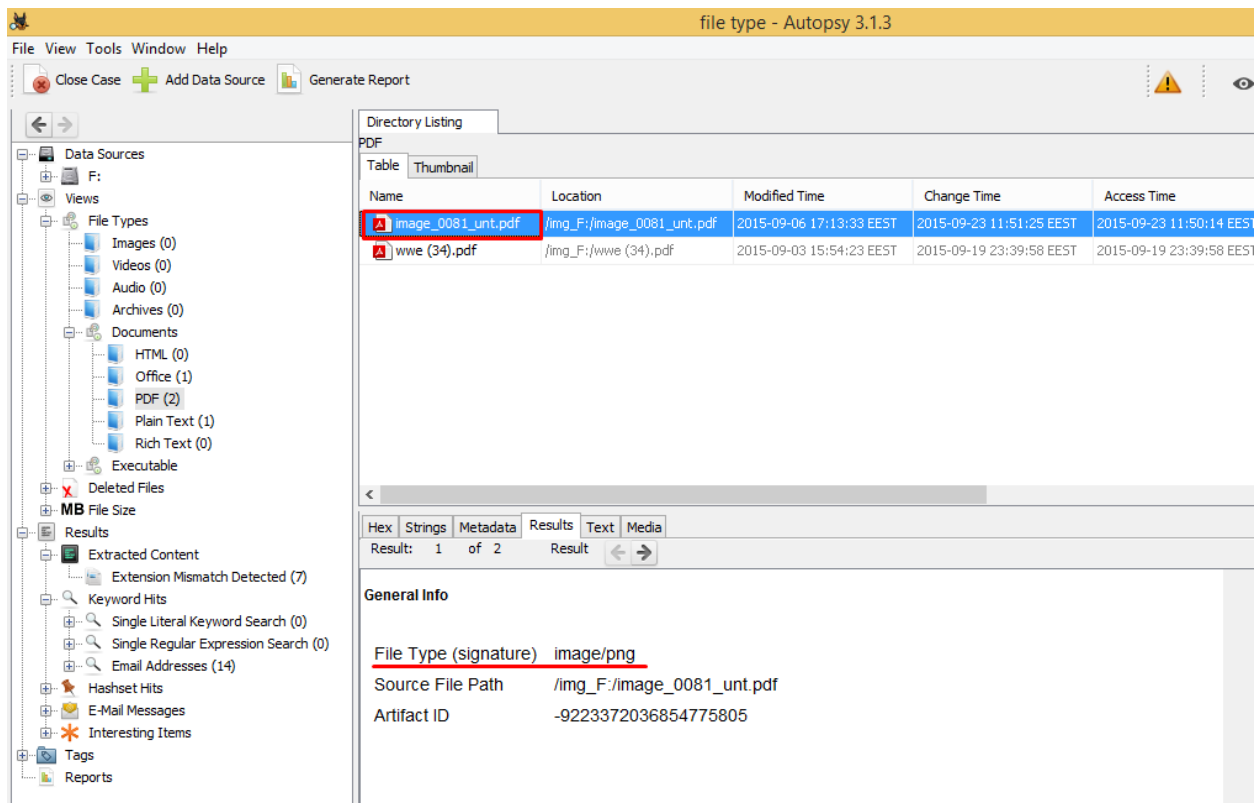 file type - Autopsy 3.1.3
File View Tools Window Help
Close Case Add Data Source Generate Report
Data Sources
F:
Views
File Types
Images (0)
Videos (0)
Audio (0)
Archives (0)
Documents
HTML (0)
Office (1)
PDF (2)
Plain Text (1)
Rich Text (0)
Executable
Deleted Files
MB File Size
Results
Extracted Content
Extension Mismatch Detected (7)
Keyword Hits
Single Literal Keyword Search (0)
Single Regular Expression Search (0)
Email Addresses (14)
Hashset Hits
E-Mail Messages
Interesting Items
Tags
Reports
Directory Listing
PDF
Table Thumbnail
Name Location Modified Time Change Time Access Time
image_0081_unt.pdf /img_F:/image_0081_unt.pdf 2015-09-06 17:13:33 EEST 2015-09-23 11:51:25 EEST 2015-09-23 11:50:14 EEST
wwe (34).pdf /img_F:/wwe (34).pdf 2015-09-03 15:54:23 EEST 2015-09-19 23:39:58 EEST 2015-09-19 23:39:58 EEST
Hex Strings Metadata Results Text Media
Result: 1 of 2 Result
General Info
File Type (signature) image/png
Source File Path /img_F:/image_0081_unt.pdf
Artifact ID -9223372036854775805